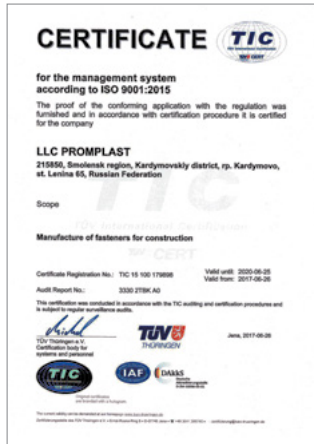 CERTIFICATE
TIC
TÜV CERT
for the management system
according to ISO 9001:2015
The proof of the conforming application with the regulation was
furnished and in accordance with certification procedure it is certified
for the company
LLC PROMPLAST
215850, Smolensk region, Kardymovskiy district, rp. Kardymovo,
st. Lenina 65, Russian Federation
Scope
Manufacture of fasteners for construction
Certificate Registration No.: TIC 15 100 179898
Valid until: 2020-06-25
Valid from: 2017-06-26
Audit Report No.: 3330 2TBK A0
This certification was conducted in accordance with the TIC auditing and certification procedures and
is subject to regular surveillance audits.
TÜV Thüringen e.V.
Certification body for
systems and personnel
TÜV
THÜRINGEN
Jena, 2017-06-26
TIC
IAF
DAkkS